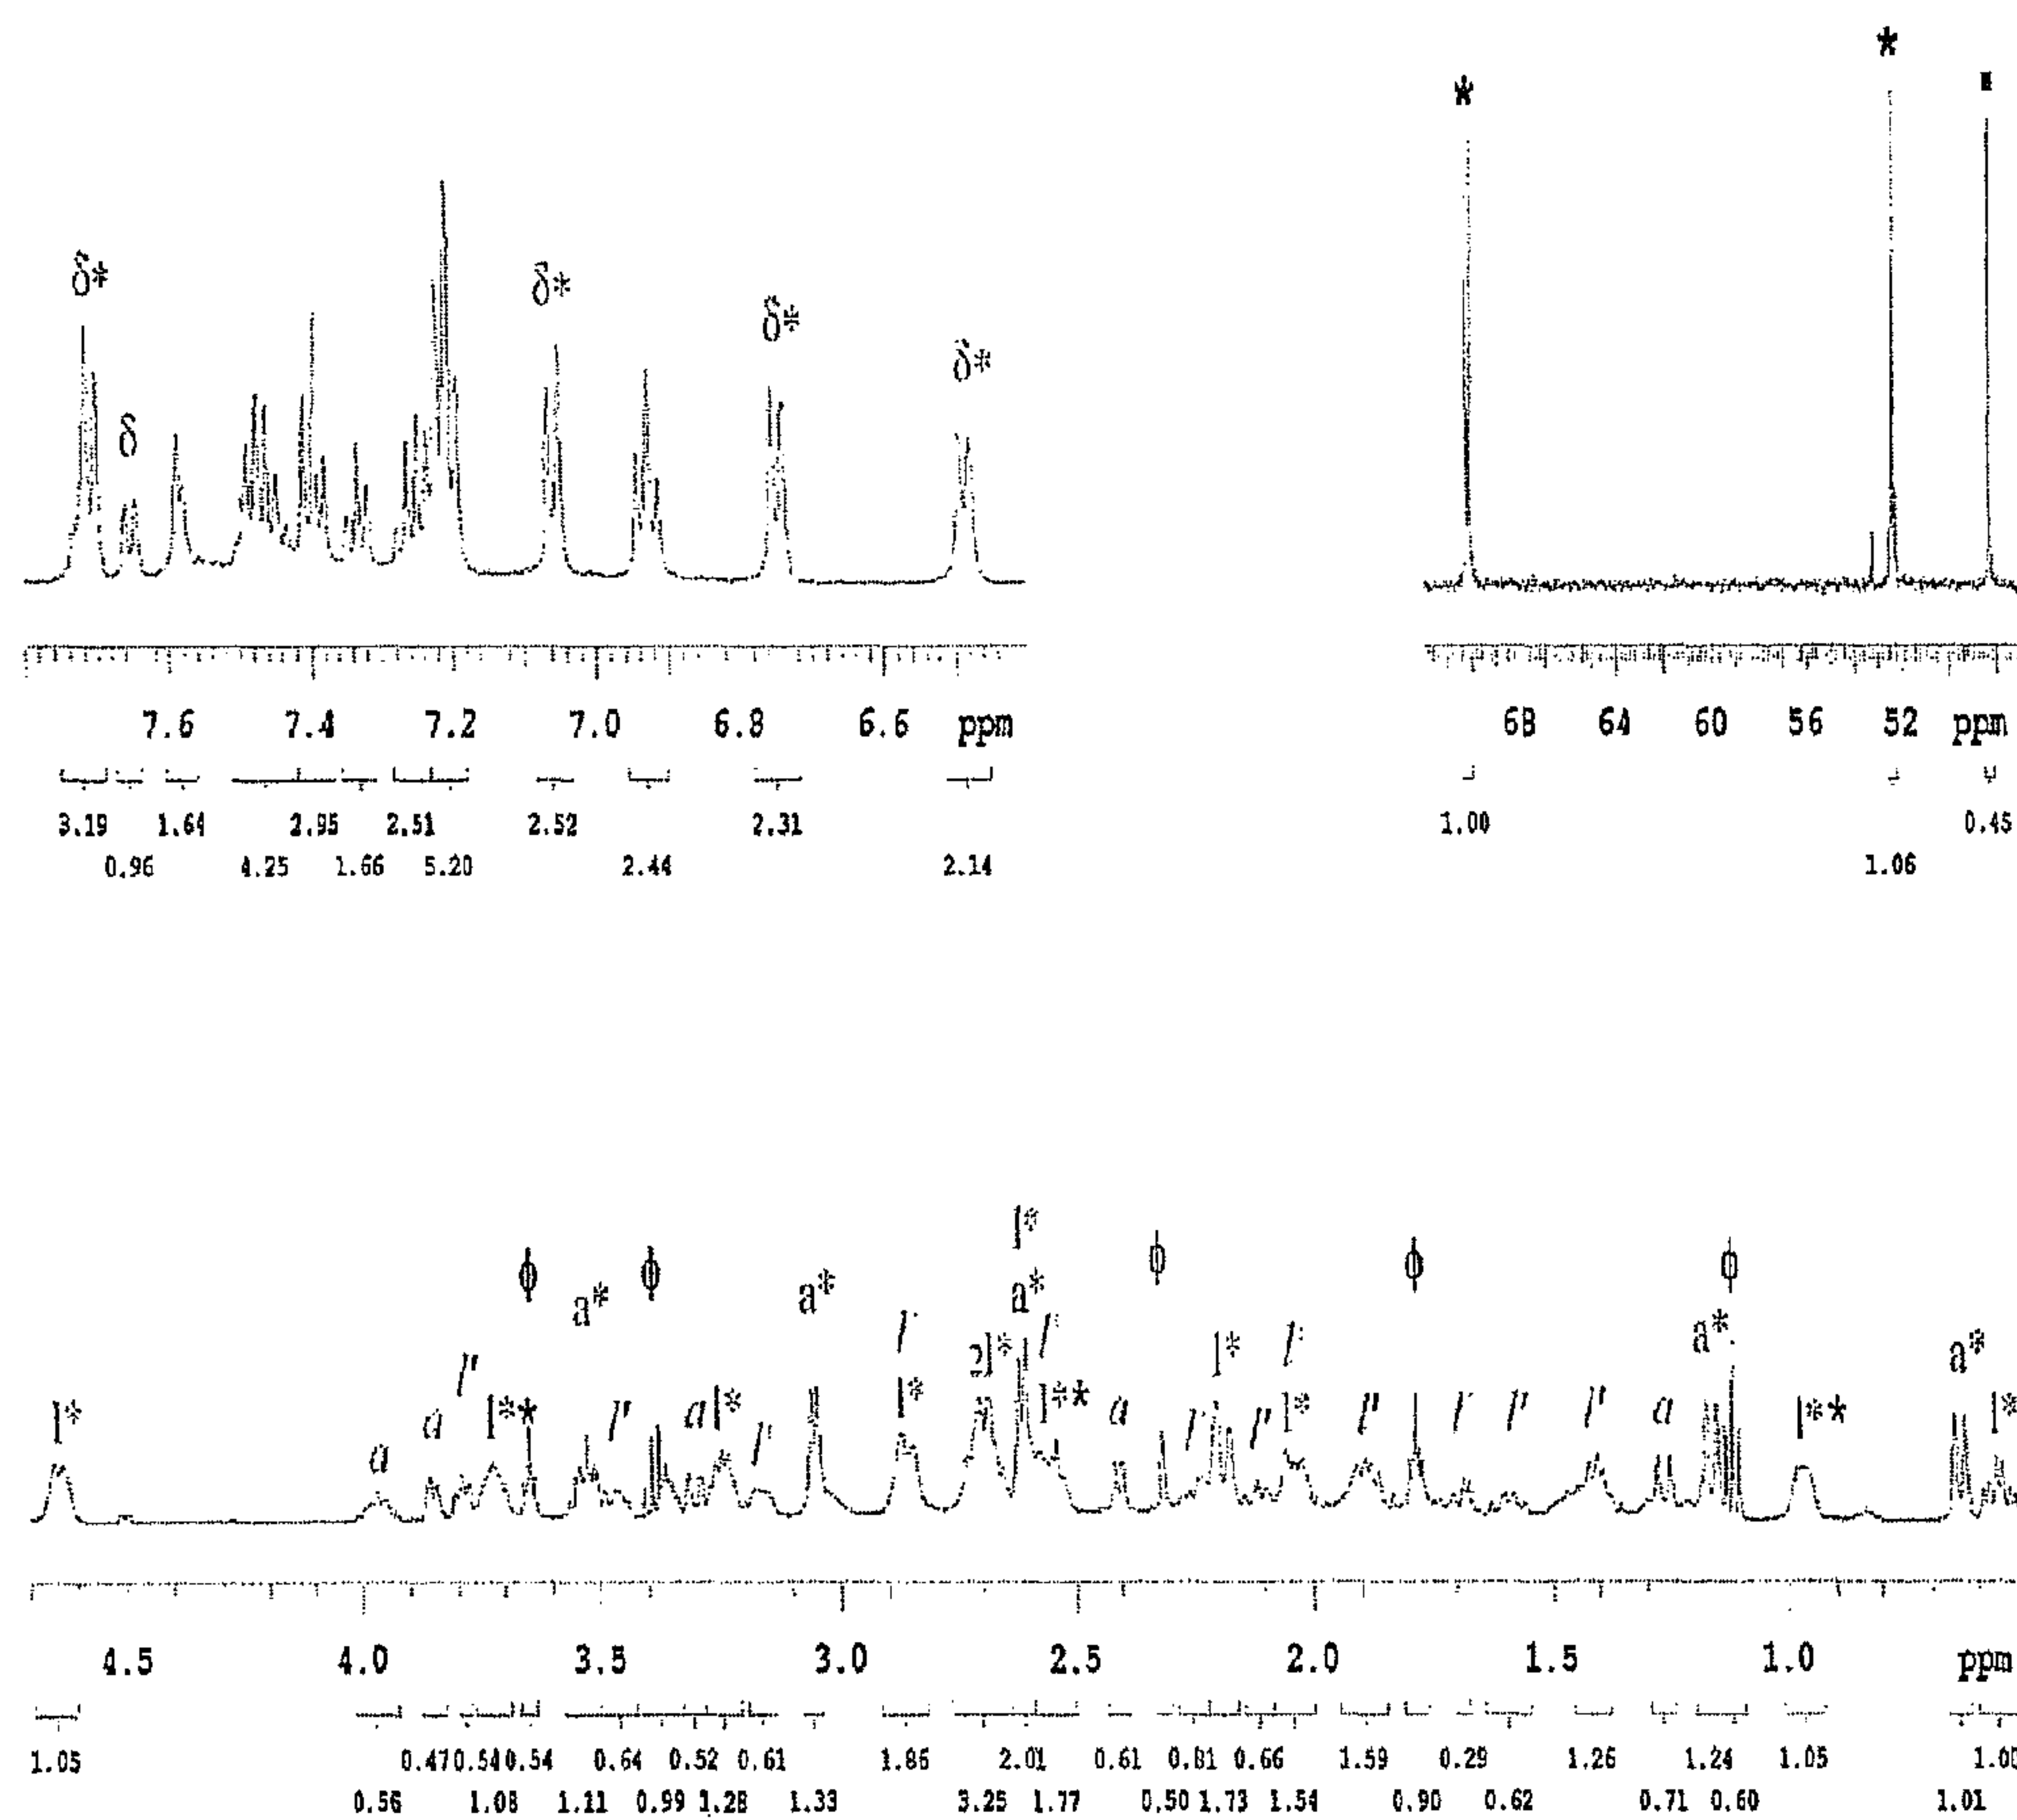 * * ▪
δ* δ δ* δ* δ*
7.6 7.4 7.2 7.0 6.8 6.6 ppm
3.19 1.64 2.95 2.51 2.52 2.31
0.96 4.25 1.66 5.20 2.44 2.14
68 64 60 56 52 ppm
1.00 0.45
1.06
l*
ϕ ϕ ϕ ϕ ϕ
a* a* a* a* a*
l* a a l' l** l' a l* l' l* 2l* l** a l' l* l' l* l' l' l' l' a l** l*
4.5 4.0 3.5 3.0 2.5 2.0 1.5 1.0 ppm
1.05 0.47 0.54 0.54 0.64 0.52 0.61 1.86 2.01 0.61 0.81 0.66 1.59 0.29 1.26 1.24 1.05 1.00
0.56 1.08 1.11 0.99 1.28 1.33 3.25 1.77 0.50 1.73 1.54 0.90 0.62 0.71 0.60 1.01